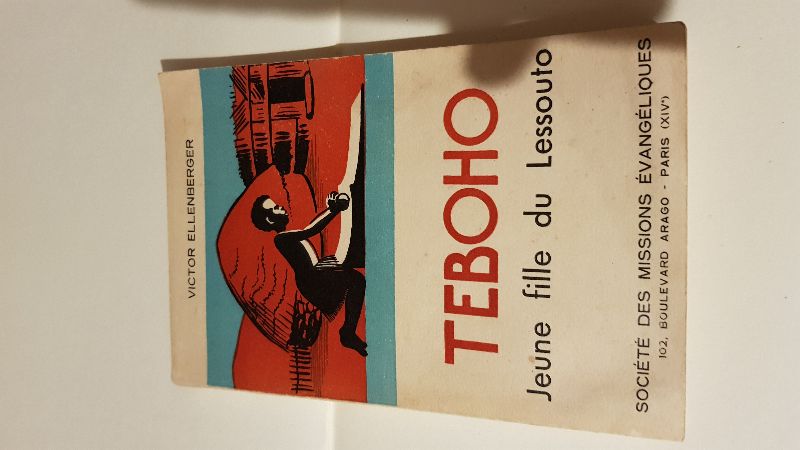 VICTOR ELLENBERGER
TEBOHO
Jeune fille du Lessouto
SOCIÉTÉ DES MISSIONS ÉVANGÉLIQUES
102, BOULEVARD ARAGO - PARIS (XIVᵉ)